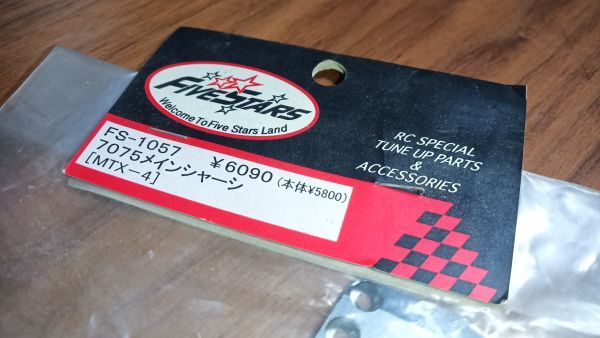 FIVESTARS
Welcome To Five Stars Land
RC SPECIAL
TUNE UP PARTS
&
ACCESSORIES
FS-1057 ¥6090(本体¥5800)
7075メインシャーシ
[MTX-4]